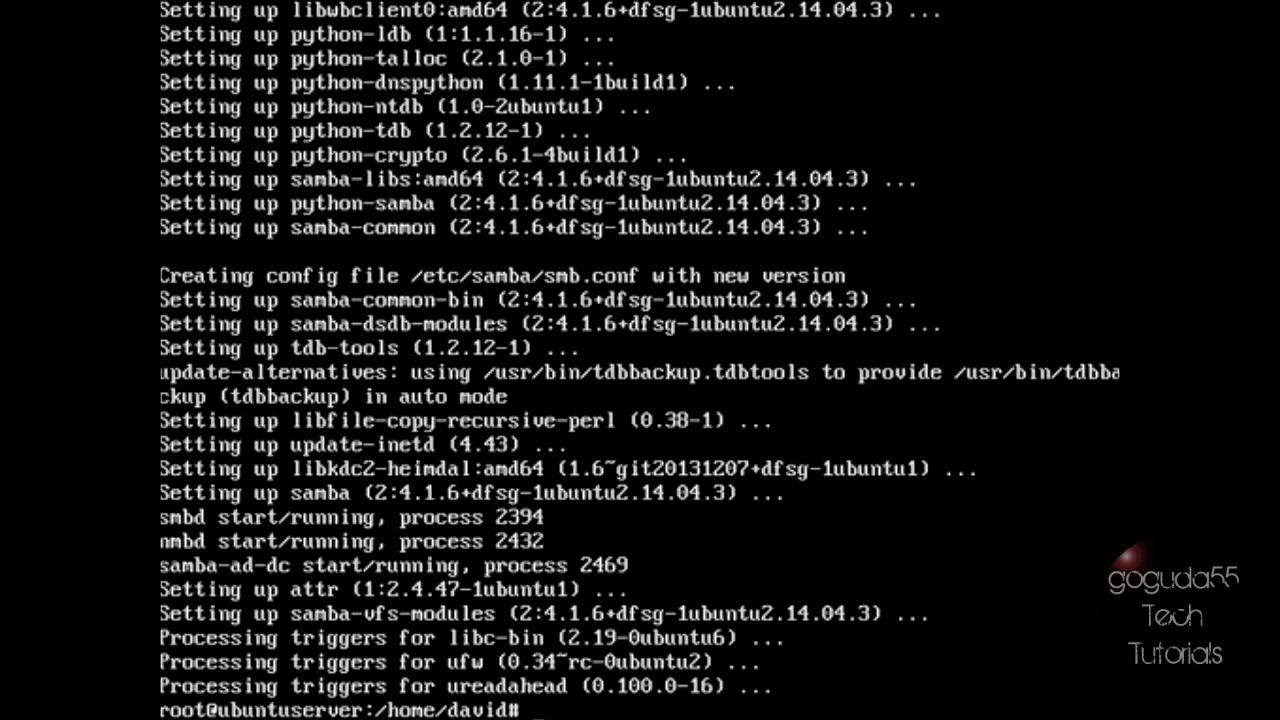 Setting up libwbclient0:amd64 (2:4.1.6+dfsg-1ubuntu2.14.04.3) ...
Setting up python-ldb (1:1.1.16-1) ...
Setting up python-talloc (2.1.0-1) ...
Setting up python-dnspython (1.11.1-1build1) ...
Setting up python-ntdb (1.0-2ubuntu1) ...
Setting up python-tdb (1.2.12-1) ...
Setting up python-crypto (2.6.1-4build1) ...
Setting up samba-libs:amd64 (2:4.1.6+dfsg-1ubuntu2.14.04.3) ...
Setting up python-samba (2:4.1.6+dfsg-1ubuntu2.14.04.3) ...
Setting up samba-common (2:4.1.6+dfsg-1ubuntu2.14.04.3) ...
Creating config file /etc/samba/smb.conf with new version
Setting up samba-common-bin (2:4.1.6+dfsg-1ubuntu2.14.04.3) ...
Setting up samba-dsdb-modules (2:4.1.6+dfsg-1ubuntu2.14.04.3) ...
Setting up tdb-tools (1.2.12-1) ...
update-alternatives: using /usr/bin/tdbbackup.tdbtools to provide /usr/bin/tdbba
ckup (tdbbackup) in auto mode
Setting up libfile-copy-recursive-perl (0.38-1) ...
Setting up update-inetd (4.43) ...
Setting up libkdc2-heimdal:amd64 (1.6~git20131207+dfsg-1ubuntu1) ...
Setting up samba (2:4.1.6+dfsg-1ubuntu2.14.04.3) ...
smbd start/running, process 2394
nmbd start/running, process 2432
samba-ad-dc start/running, process 2469
Setting up attr (1:2.4.47-1ubuntu1) ...
Setting up samba-vfs-modules (2:4.1.6+dfsg-1ubuntu2.14.04.3) ...
Processing triggers for libc-bin (2.19-0ubuntu6) ...
Processing triggers for ufw (0.34~rc-0ubuntu2) ...
Processing triggers for ureadahead (0.100.0-16) ...
root@ubuntuserver:/home/david#
goguda55
Tech
Tutorials